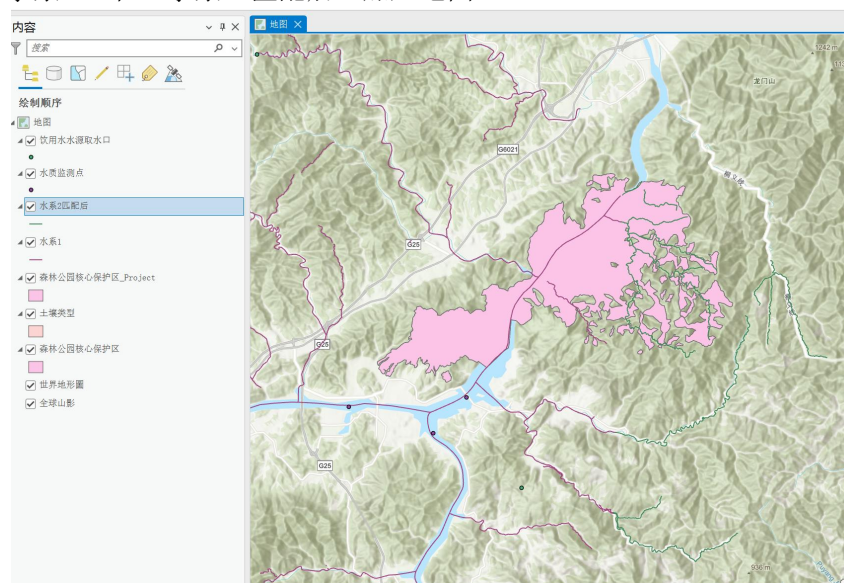 内容
搜索
绘制顺序
地图
饮用水水源取水口
水质监测点
水系2匹配后
水系1
森林公园核心保护区_Project
土壤类型
森林公园核心保护区
世界地形圖
全球山影
地图
1242 m
龙门山
G6021
G25
G25
G25
936 m